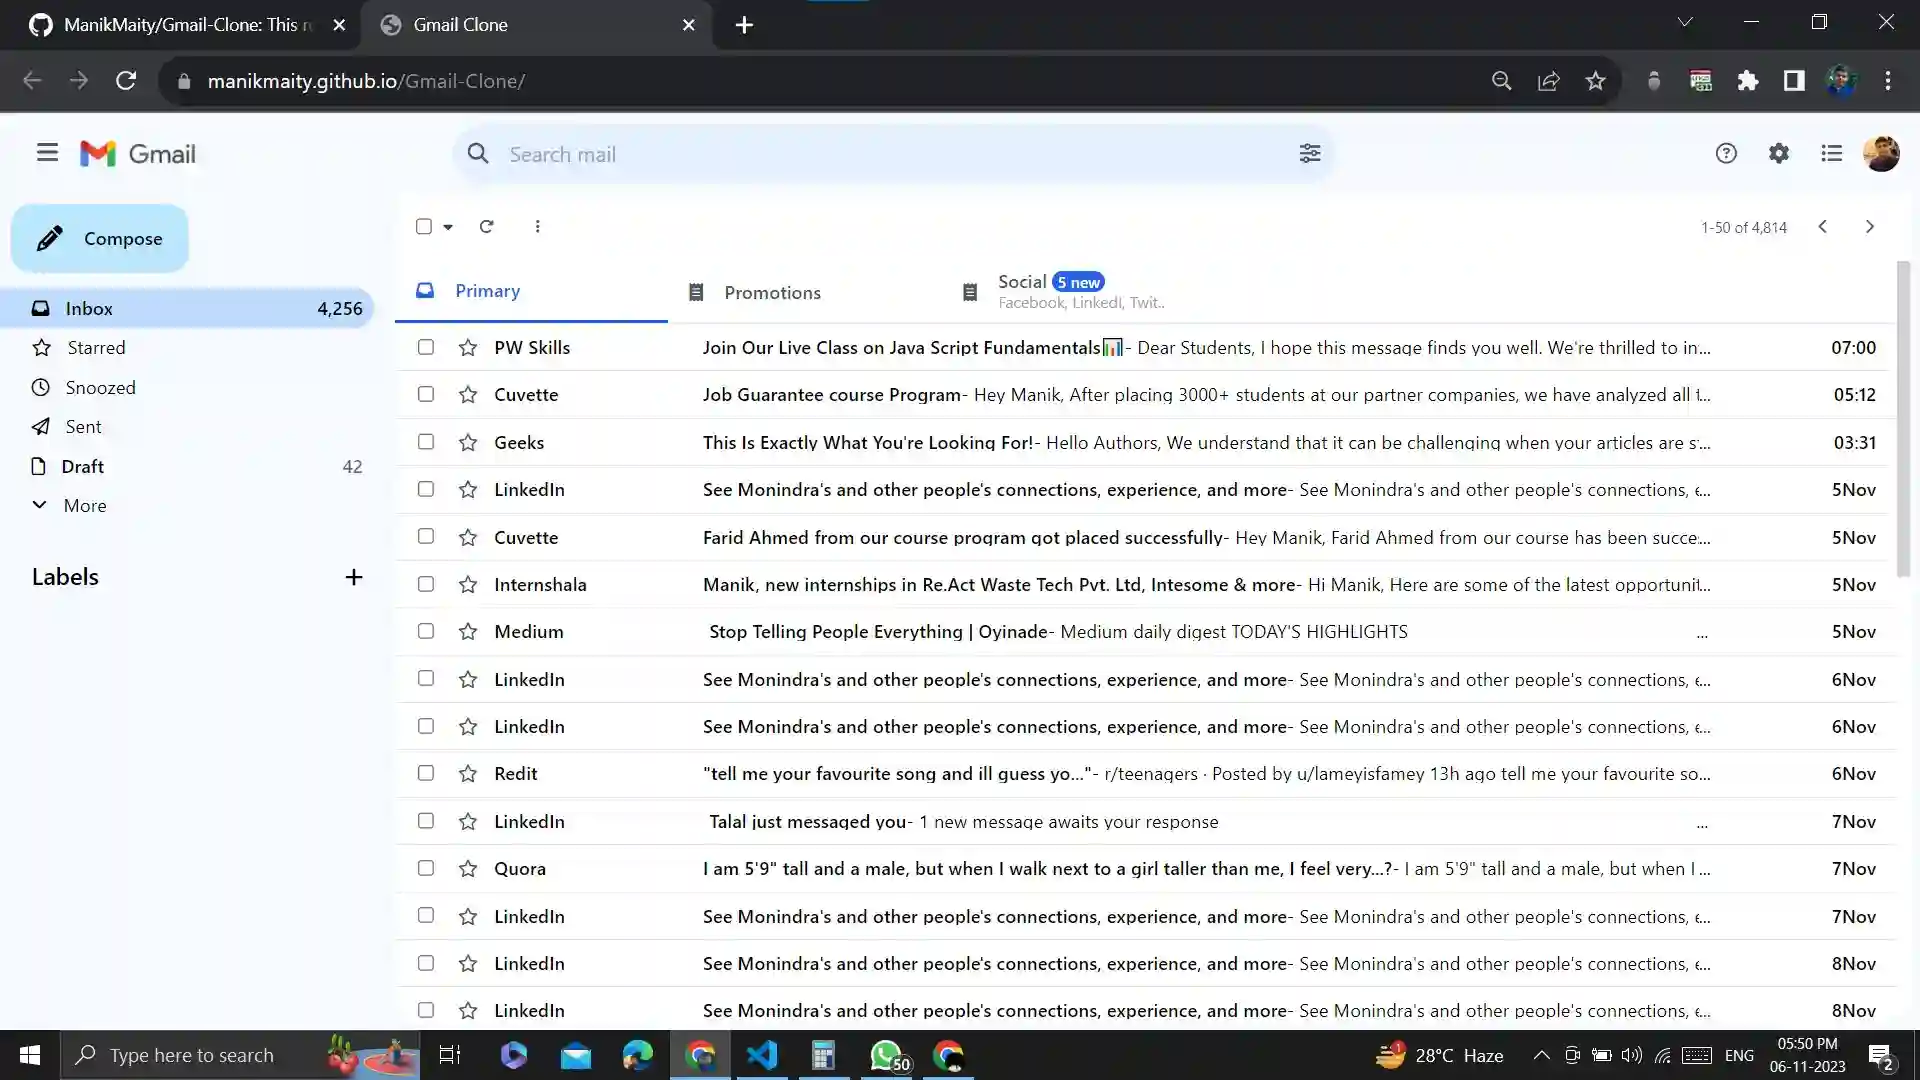 ManikMaity/Gmail-Clone: This r
Gmail Clone
manikmaity.github.io/Gmail-Clone/
Gmail
Search mail
Compose
1-50 of 4,814
Inbox 4,256
Starred
Snoozed
Sent
Draft 42
More
Labels +
Primary
Promotions
Social 5 new
Facebook, LinkedI, Twit..
PW Skills Join Our Live Class on Java Script Fundamentals📊- Dear Students, I hope this message finds you well. We're thrilled to in... 07:00
Cuvette Job Guarantee course Program- Hey Manik, After placing 3000+ students at our partner companies, we have analyzed all t... 05:12
Geeks This Is Exactly What You're Looking For!- Hello Authors, We understand that it can be challenging when your articles are s... 03:31
LinkedIn See Monindra's and other people's connections, experience, and more- See Monindra's and other people's connections, e... 5Nov
Cuvette Farid Ahmed from our course program got placed successfully- Hey Manik, Farid Ahmed from our course has been succe... 5Nov
Internshala Manik, new internships in Re.Act Waste Tech Pvt. Ltd, Intesome & more- Hi Manik, Here are some of the latest opportunit... 5Nov
Medium Stop Telling People Everything | Oyinade- Medium daily digest TODAY'S HIGHLIGHTS ... 5Nov
LinkedIn See Monindra's and other people's connections, experience, and more- See Monindra's and other people's connections, e... 6Nov
LinkedIn See Monindra's and other people's connections, experience, and more- See Monindra's and other people's connections, e... 6Nov
Redit "tell me your favourite song and ill guess yo..."- r/teenagers · Posted by u/lameyisfamey 13h ago tell me your favourite so... 6Nov
LinkedIn Talal just messaged you- 1 new message awaits your response ... 7Nov
Quora I am 5'9" tall and a male, but when I walk next to a girl taller than me, I feel very...?- I am 5'9" tall and a male, but when I ... 7Nov
LinkedIn See Monindra's and other people's connections, experience, and more- See Monindra's and other people's connections, e... 7Nov
LinkedIn See Monindra's and other people's connections, experience, and more- See Monindra's and other people's connections, e... 8Nov
LinkedIn See Monindra's and other people's connections, experience, and more- See Monindra's and other people's connections, e... 8Nov
Type here to search
50
1
28°C Haze
ENG
05:50 PM
06-11-2023
2